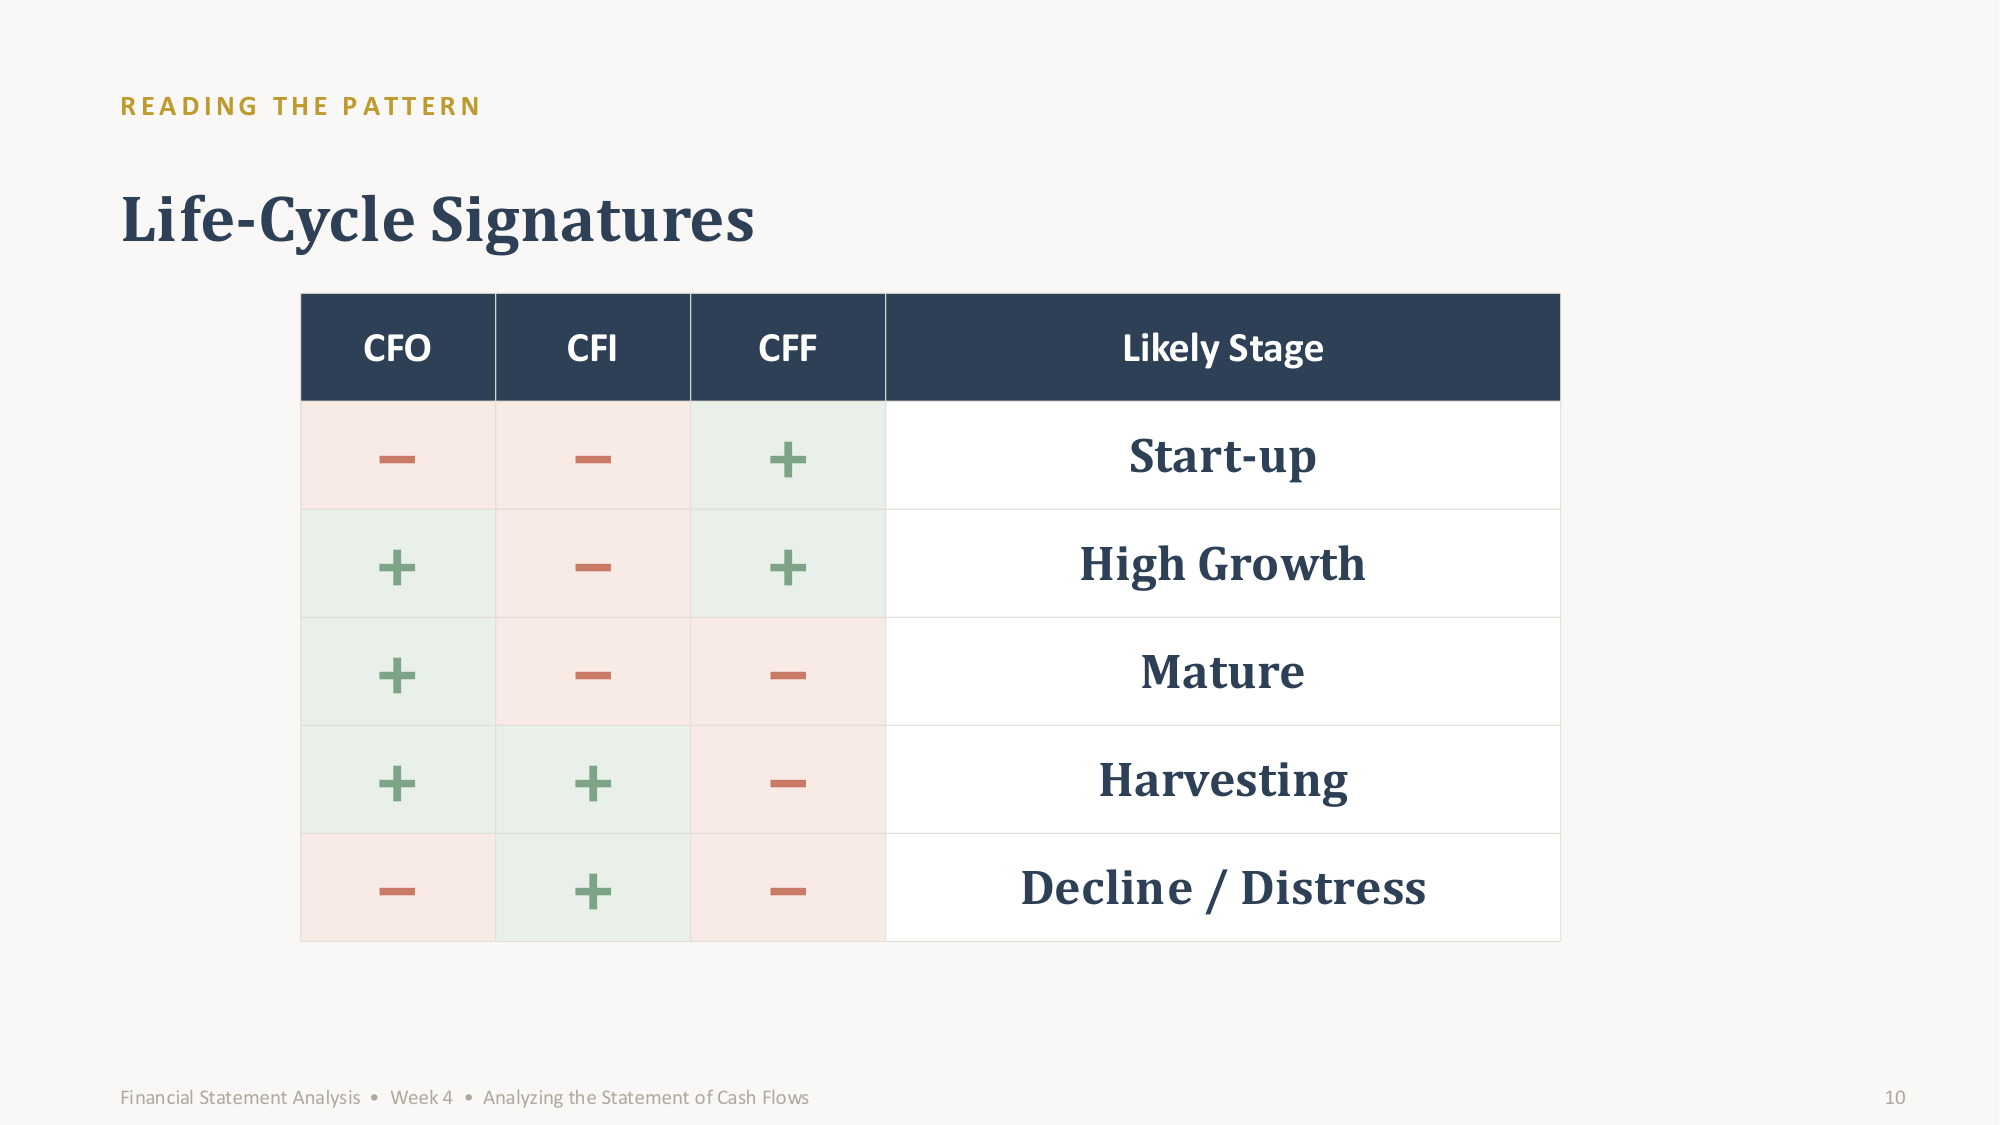 READING THE PATTERN
Life-Cycle Signatures
CFO CFI CFF Likely Stage
− − + Start-up
+ − + High Growth
+ − − Mature
+ + − Harvesting
− + − Decline / Distress
Financial Statement Analysis • Week 4 • Analyzing the Statement of Cash Flows 10